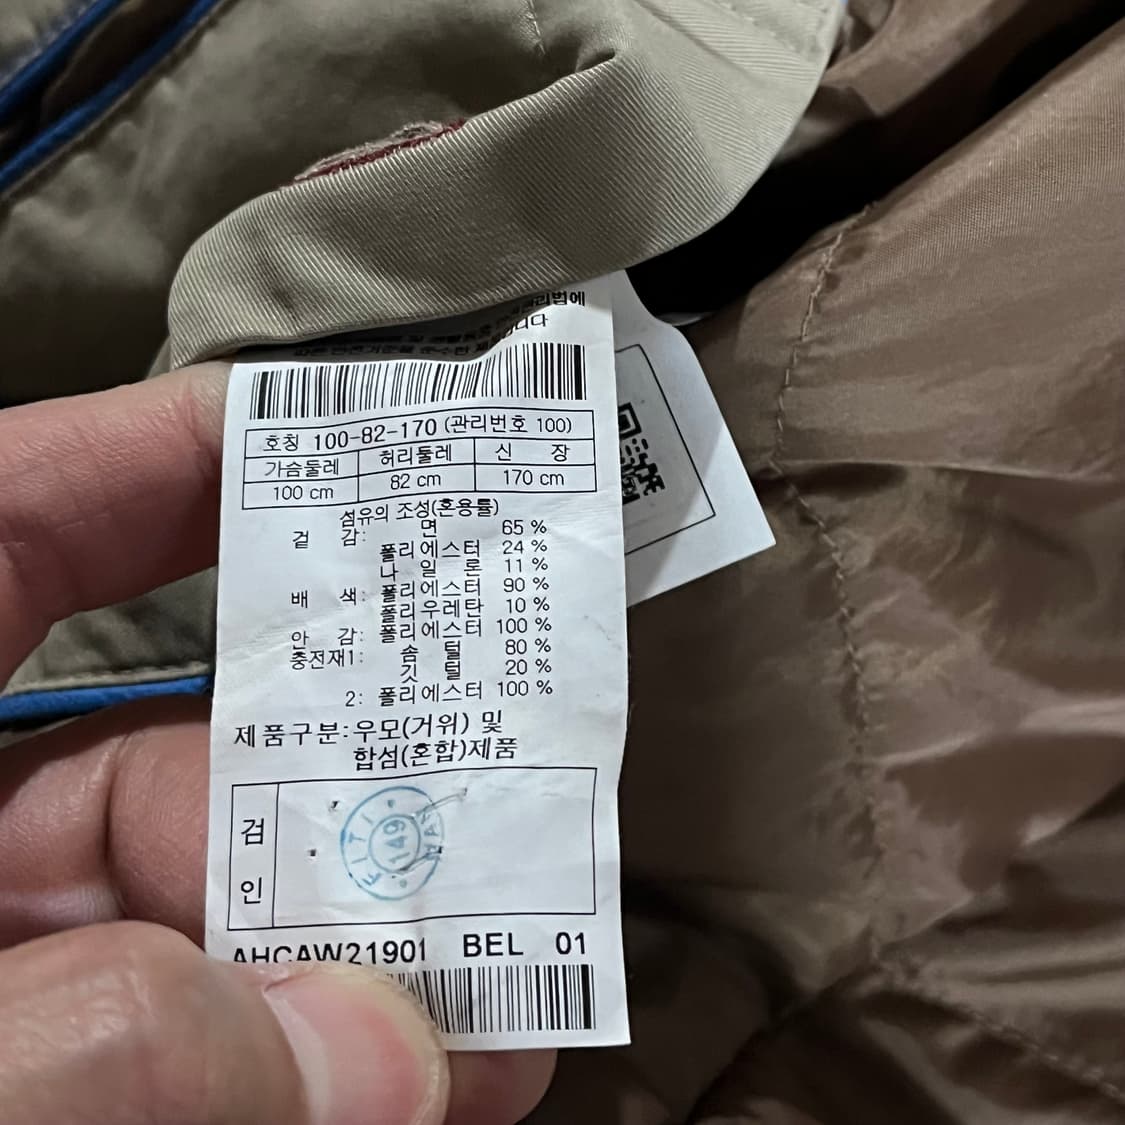 관리법에
호칭 100-82-170 (관리번호 100)
가슴둘레 허리둘레 신 장
100 cm 82 cm 170 cm
섬유의 조성(혼용률)
겉 감: 면 65 %
폴리에스터 24 %
나 일 론 11 %
배 색: 폴리에스터 90 %
폴리우레탄 10 %
안 감: 폴리에스터 100 %
충전재1: 솜 털 80 %
깃 털 20 %
2: 폴리에스터 100 %
제품구분:우모(거위) 및
합섬(혼합)제품
검
인
FITI
149
AHCAW21901 BEL 01